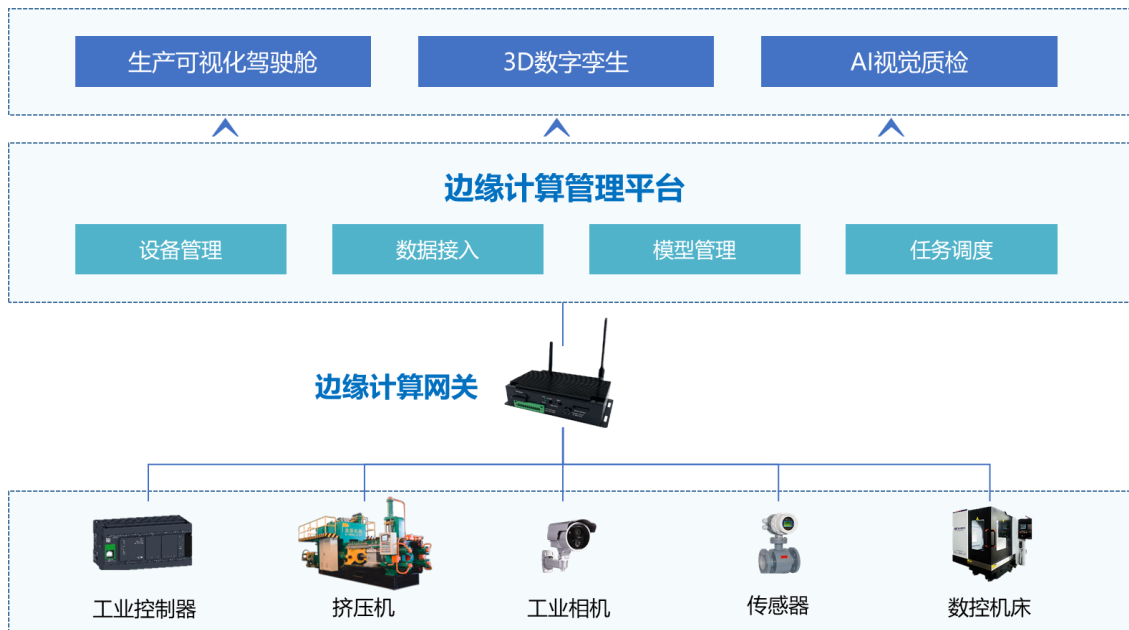 生产可视化驾驶舱
3D数字孪生
AI视觉质检
边缘计算管理平台
设备管理
数据接入
模型管理
任务调度
边缘计算网关
工业控制器
挤压机
工业相机
传感器
数控机床